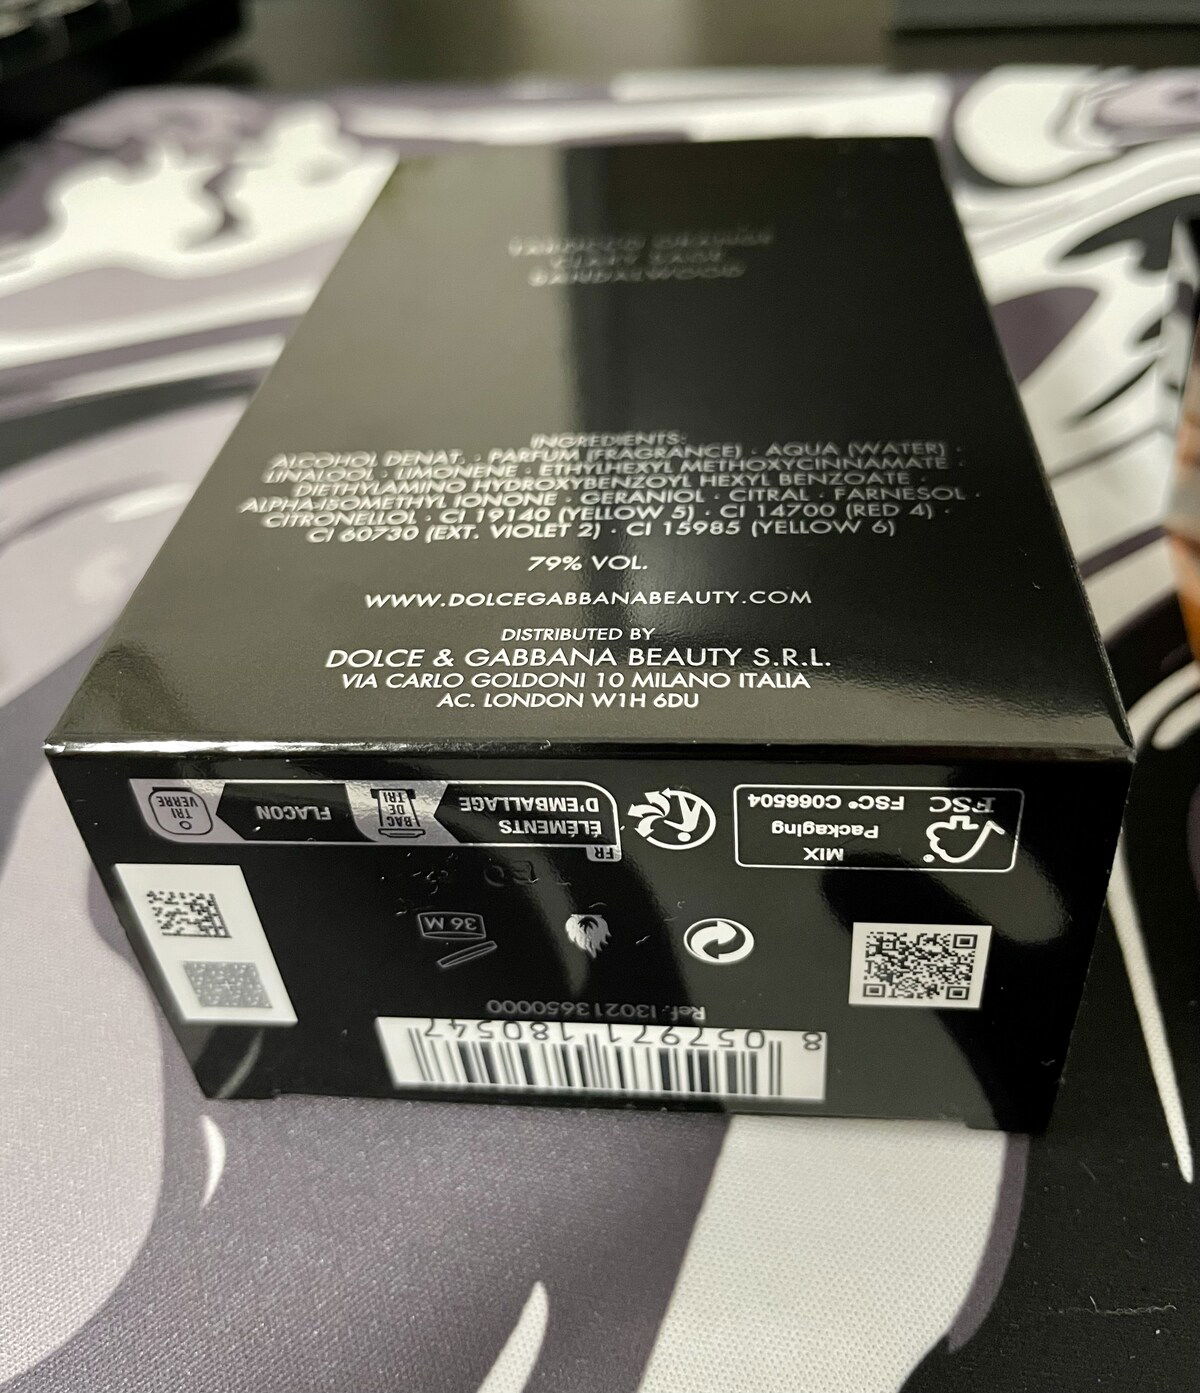 SANDALWOOD
INGREDIENTS:
ALCOHOL DENAT. · PARFUM (FRAGRANCE) · AQUA (WATER) ·
LINALOOL · LIMONENE · ETHYLHEXYL METHOXYCINNAMATE ·
DIETHYLAMINO HYDROXYBENZOYL HEXYL BENZOATE ·
ALPHA-ISOMETHYL IONONE · GERANIOL · CITRAL · FARNESOL ·
CITRONELLOL · CI 19140 (YELLOW 5) · CI 14700 (RED 4) ·
CI 60730 (EXT. VIOLET 2) · CI 15985 (YELLOW 6)
79% VOL.
WWW.DOLCEGABBANABEAUTY.COM
DISTRIBUTED BY
DOLCE & GABBANA BEAUTY S.R.L.
VIA CARLO GOLDONI 10 MILANO ITALIA
AC. LONDON W1H 6DU
8 057971 180547
Ref: I30213650000
36 M
FR
MIX
Packaging
FSC
FSC® C066504
ÉLÉMENTS
D'EMBALLAGE
BAC
DE
TRI
FLACON
TRI
VERRE